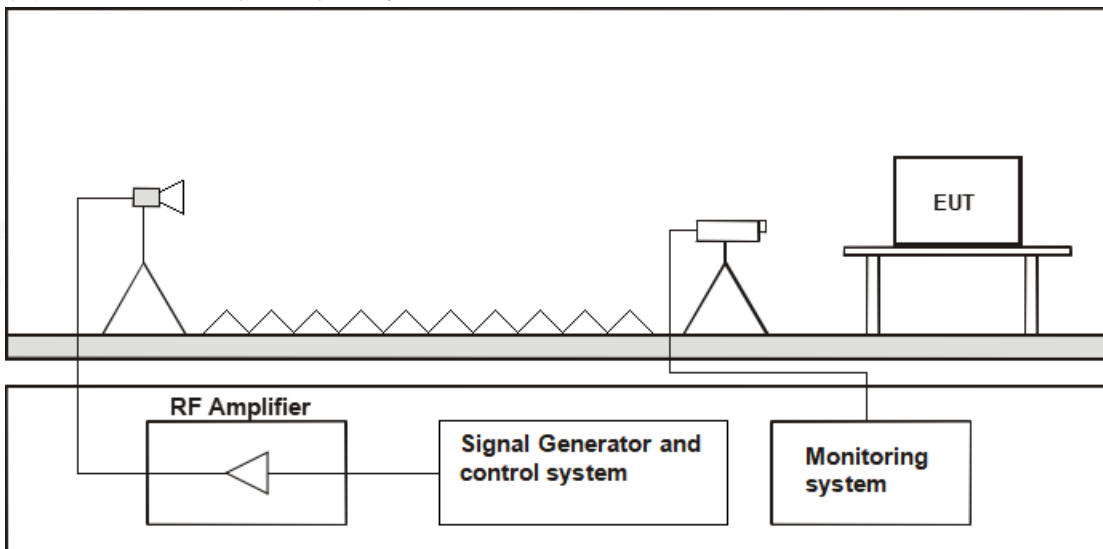 EUT
RF Amplifier
Signal Generator and
control system
Monitoring
system